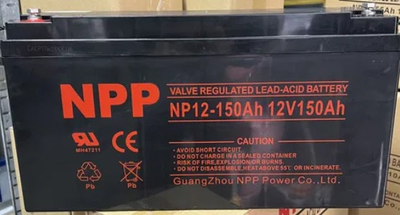 VALVE REGULATED LEAD-ACID BATTERY
NPP
NP12-150Ah 12V150Ah
CAUTION:
• AVOID SHORT CIRCUIT.
• DO NOT CHARGE IN A SEALED CONTAINER.
• RISK OF FIRE, EXPLOSION, OR BURNS.
• DO NOT DISASSEMBLE, HEAT ABOVE 55°C OR INCINERATE.
MH47211
CE
Pb
Pb
GuangZhou NPP Power Co., Ltd.